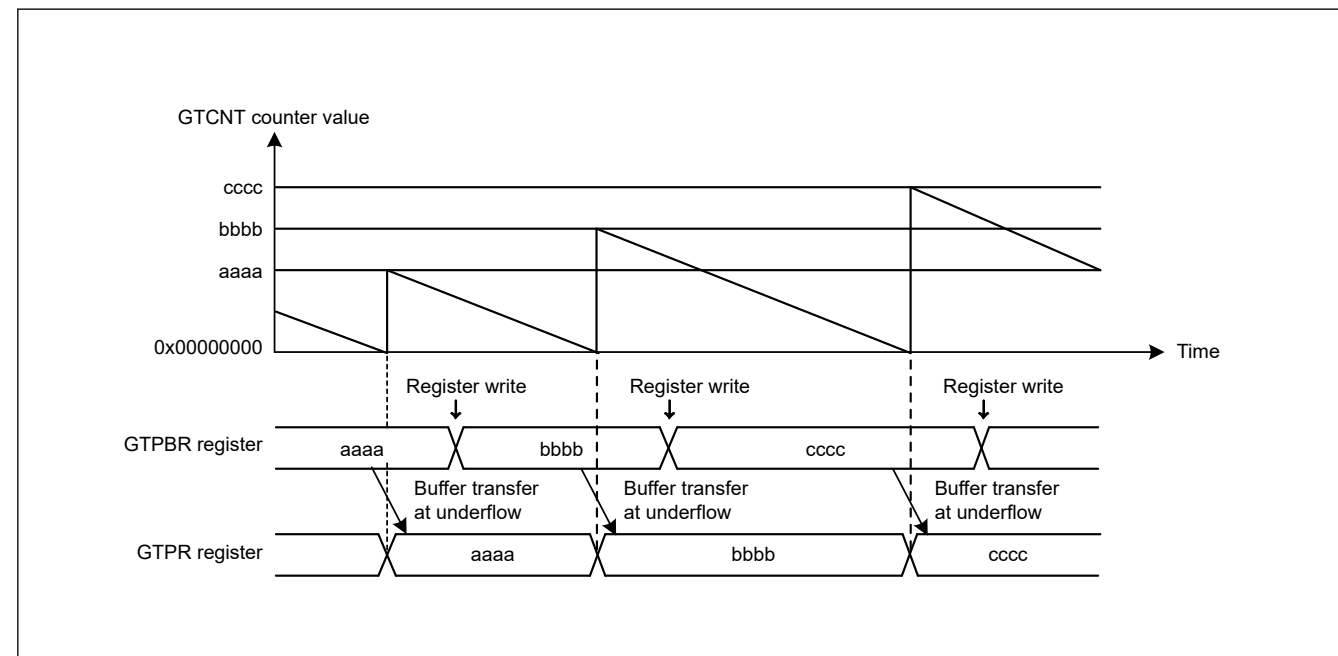 GTCNT counter value
cccc
bbbb
aaaa
0x00000000
Time
Register write Register write Register write
GTPBR register
aaaa bbbb cccc
Buffer transfer Buffer transfer Buffer transfer
at underflow at underflow at underflow
GTPR register
aaaa bbbb cccc